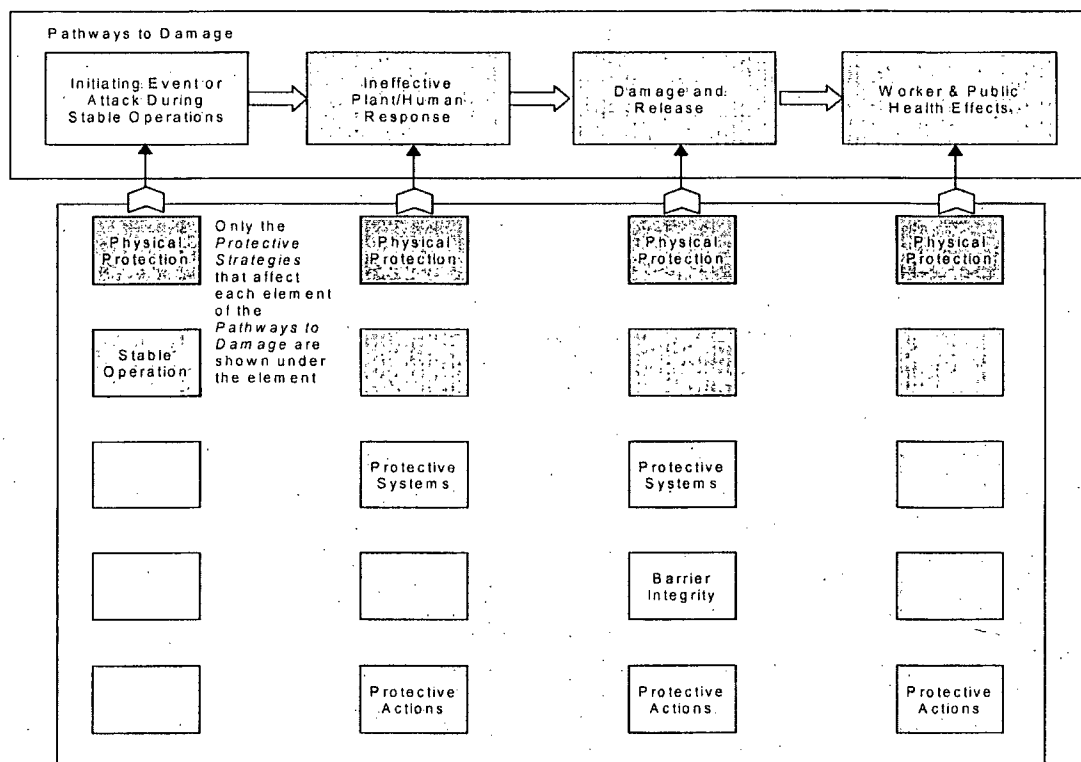 Pathways to Damage
Initiating Event or
Attack During
Stable Operations
Ineffective
Plant/Human
Response
Damage and
Release
Worker & Public
Health Effects
Physical
Protection
Only the
Protective
Strategies
that affect
each element
of the
Pathways to
Damage are
shown under
the element
Physical
Protection
Physical
Protection
Physical
Protection
Stable
Operation
Protective
Systems
Protective
Systems
Barrier
Integrity
Protective
Actions
Protective
Actions
Protective
Actions